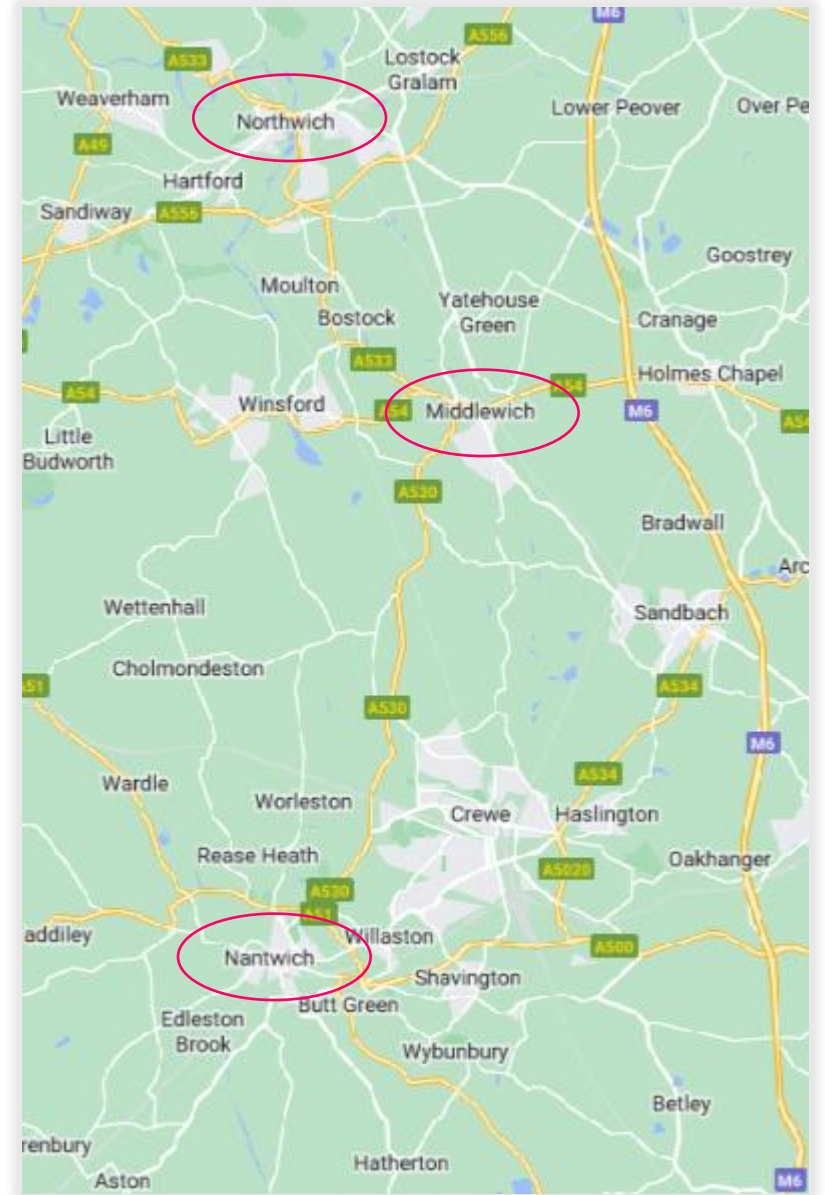 M6
A556
A533
Lostock
Gralam
Weaverham
Lower Peover
Over Pe
Northwich
A49
Hartford
Sandiway
A556
Goostrey
Moulton
Yatehouse
Green
Bostock
Cranage
A533
Holmes Chapel
A54
A54
Winsford
A54
Middlewich
M6
A54
Little
Budworth
A530
Bradwall
Arc
Wettenhall
Sandbach
Cholmondeston
A51
A534
A530
M6
A534
Wardle
Worleston
Crewe
Haslington
Rease Heath
Oakhanger
A5020
A530
A51
addiley
Willaston
A500
Nantwich
Shavington
Butt Green
Edleston
Brook
Wybunbury
Betley
renbury
Hatherton
Aston
M6